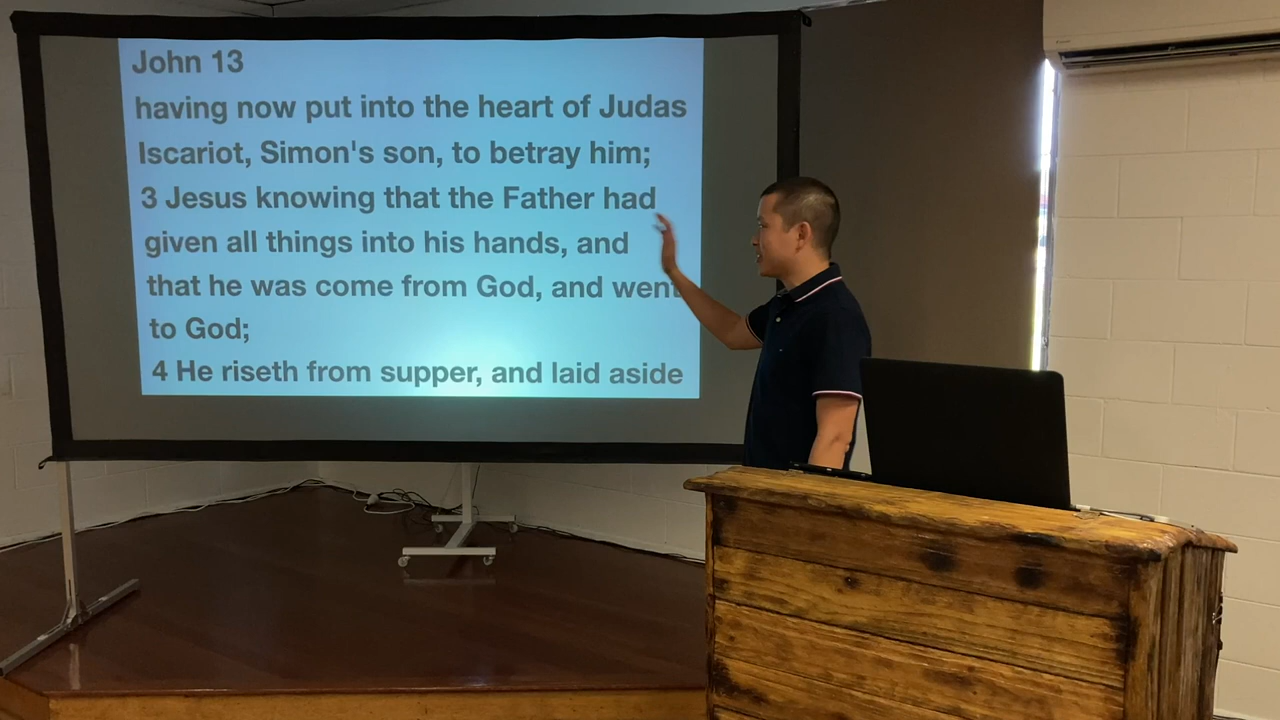 John 13
having now put into the heart of Judas
Iscariot, Simon's son, to betray him;
3 Jesus knowing that the Father had
given all things into his hands, and
that he was come from God, and went
to God;
4 He riseth from supper, and laid aside